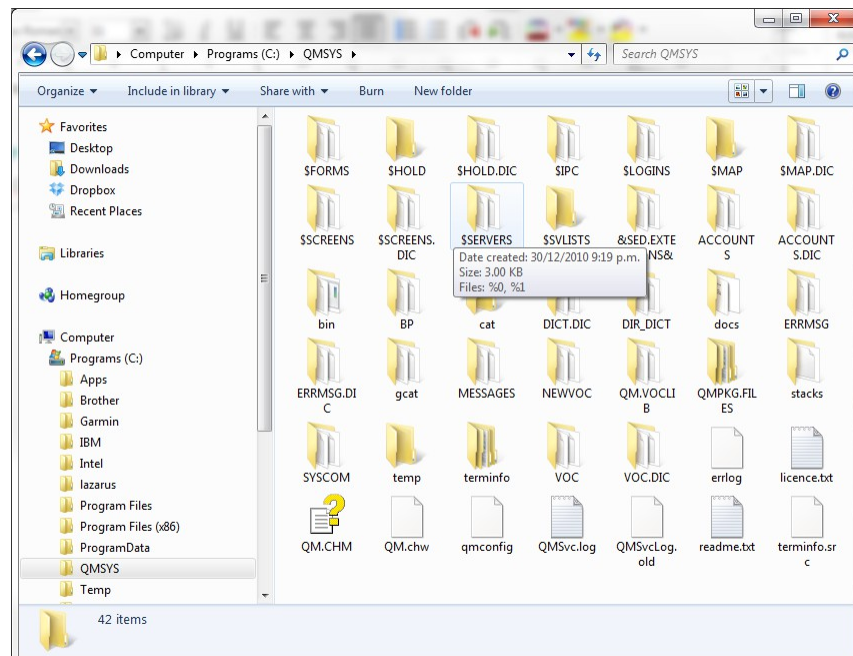 Computer ▸ Programs (C:) ▸ QMSYS ▸ Search QMSYS
Organize Include in library Share with Burn New folder
Favorites
Desktop
Downloads
Dropbox
Recent Places
Libraries
Homegroup
Computer
Programs (C:)
Apps
Brother
Garmin
IBM
Intel
lazarus
Program Files
Program Files (x86)
ProgramData
QMSYS
Temp
$FORMS $HOLD $HOLD.DIC $IPC $LOGINS $MAP $MAP.DIC
$SCREENS $SCREENS. $SERVERS $SVLISTS &SED.EXTE ACCOUNT ACCOUNT
DIC NS& S S.DIC
Date created: 30/12/2010 9:19 p.m.
Size: 3.00 KB
Files: %0, %1
bin BP cat DICT.DIC DIR_DICT docs ERRMSG
ERRMSG.DI gcat MESSAGES NEWVOC QM.VOCLI QMPKG.FIL stacks
C B ES
SYSCOM temp terminfo VOC VOC.DIC errlog licence.txt
QM.CHM QM.chw qmconfig QMSvc.log QMSvcLog. readme.txt terminfo.sr
old c
42 items